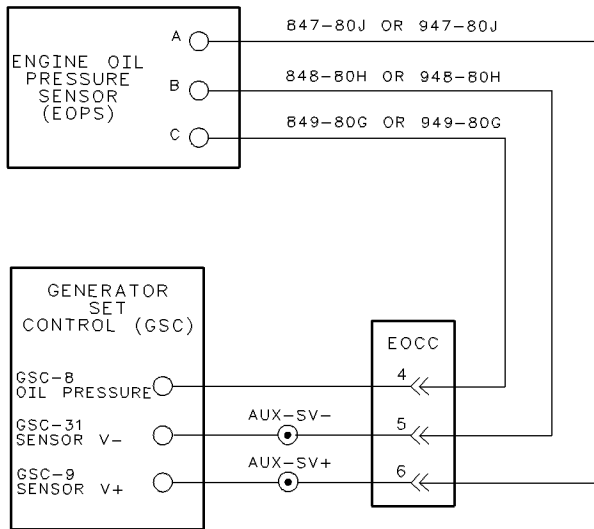 ENGINE OIL
PRESSURE
SENSOR
(EOPS)
A
B
C
847-80J OR 947-80J
848-80H OR 948-80H
849-80G OR 949-80G
GENERATOR
SET
CONTROL (GSC)
GSC-8
OIL PRESSURE
GSC-31
SENSOR V-
GSC-9
SENSOR V+
AUX-SV-
AUX-SV+
EOCC
4
5
6